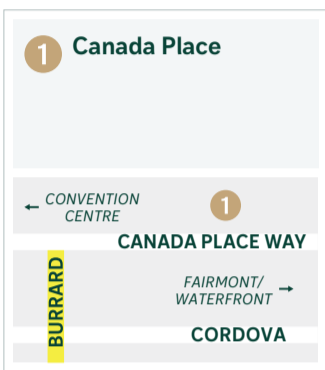 1 Canada Place
← CONVENTION
CENTRE
1
CANADA PLACE WAY
BURRARD
FAIRMONT/
WATERFRONT →
CORDOVA